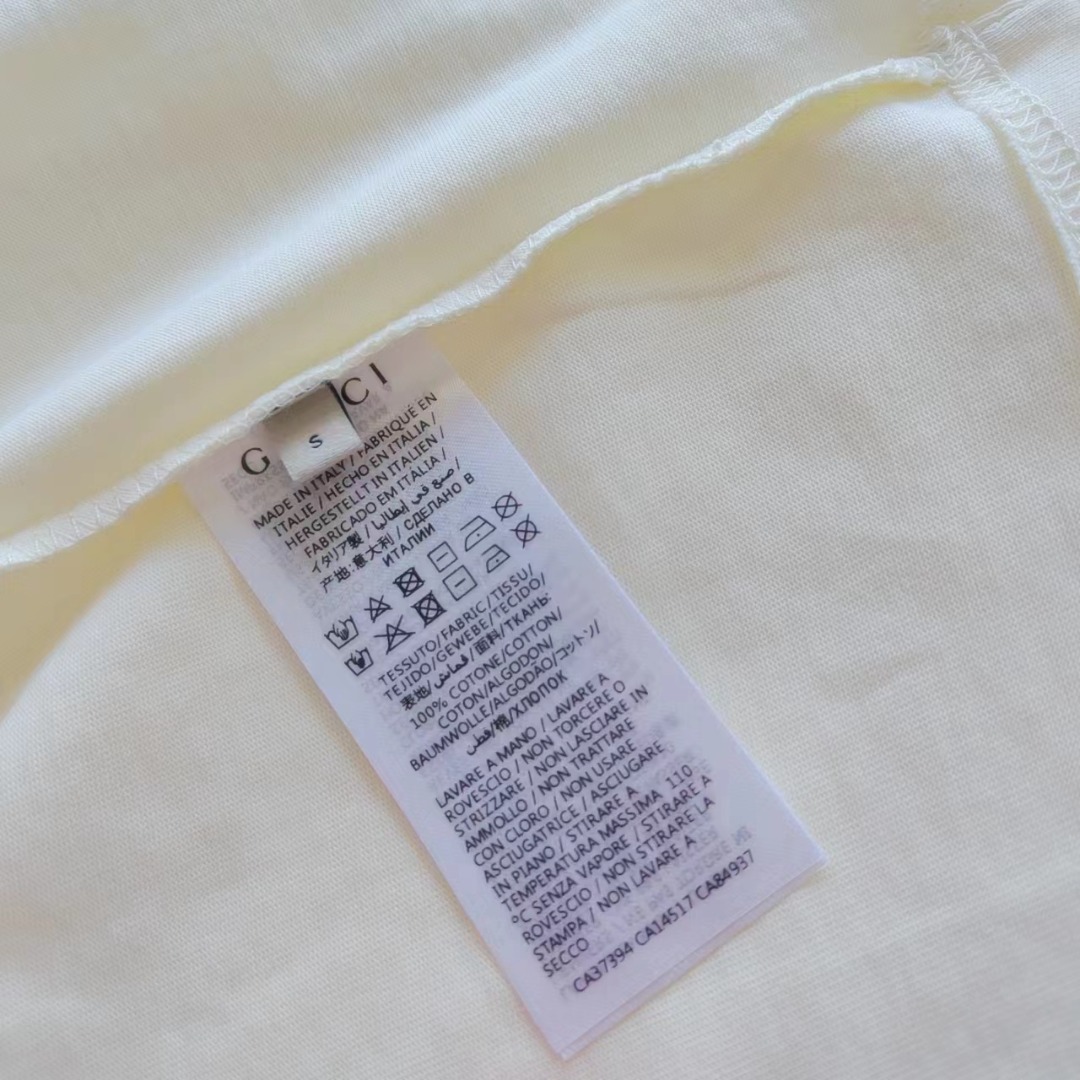 G CI
S
MADE IN ITALY / FABRIQUÉ EN
ITALIE / HECHO EN ITALIA /
HERGESTELLT IN ITALIEN /
FABRICADO EM ITALIA /
イタリア製 / صنع في إيطاليا /
产地:意大利 / СДЕЛАНО В
ИТАЛИИ
TESSUTO/FABRIC/TISSU/
TEJIDO/GEWEBE/TECIDO/
表地/قماش/面料/ТКАНЬ:
100% COTONE/COTTON/
COTON/ALGODON/
BAUMWOLLE/ALGODÃO/コットン/
قطن/棉/ХЛОПОК
LAVARE A MANO / LAVARE A
ROVESCIO / NON TORCERE O
STRIZZARE / NON LASCIARE IN
AMMOLLO / NON TRATTARE
CON CLORO / NON USARE
ASCIUGATRICE / ASCIUGARE
IN PIANO / STIRARE A
TEMPERATURA MASSIMA 110
°C SENZA VAPORE / STIRARE A
ROVESCIO / NON STIRARE LA
STAMPA / NON LAVARE A
SECCO
CA37394 CA14517 CA84937